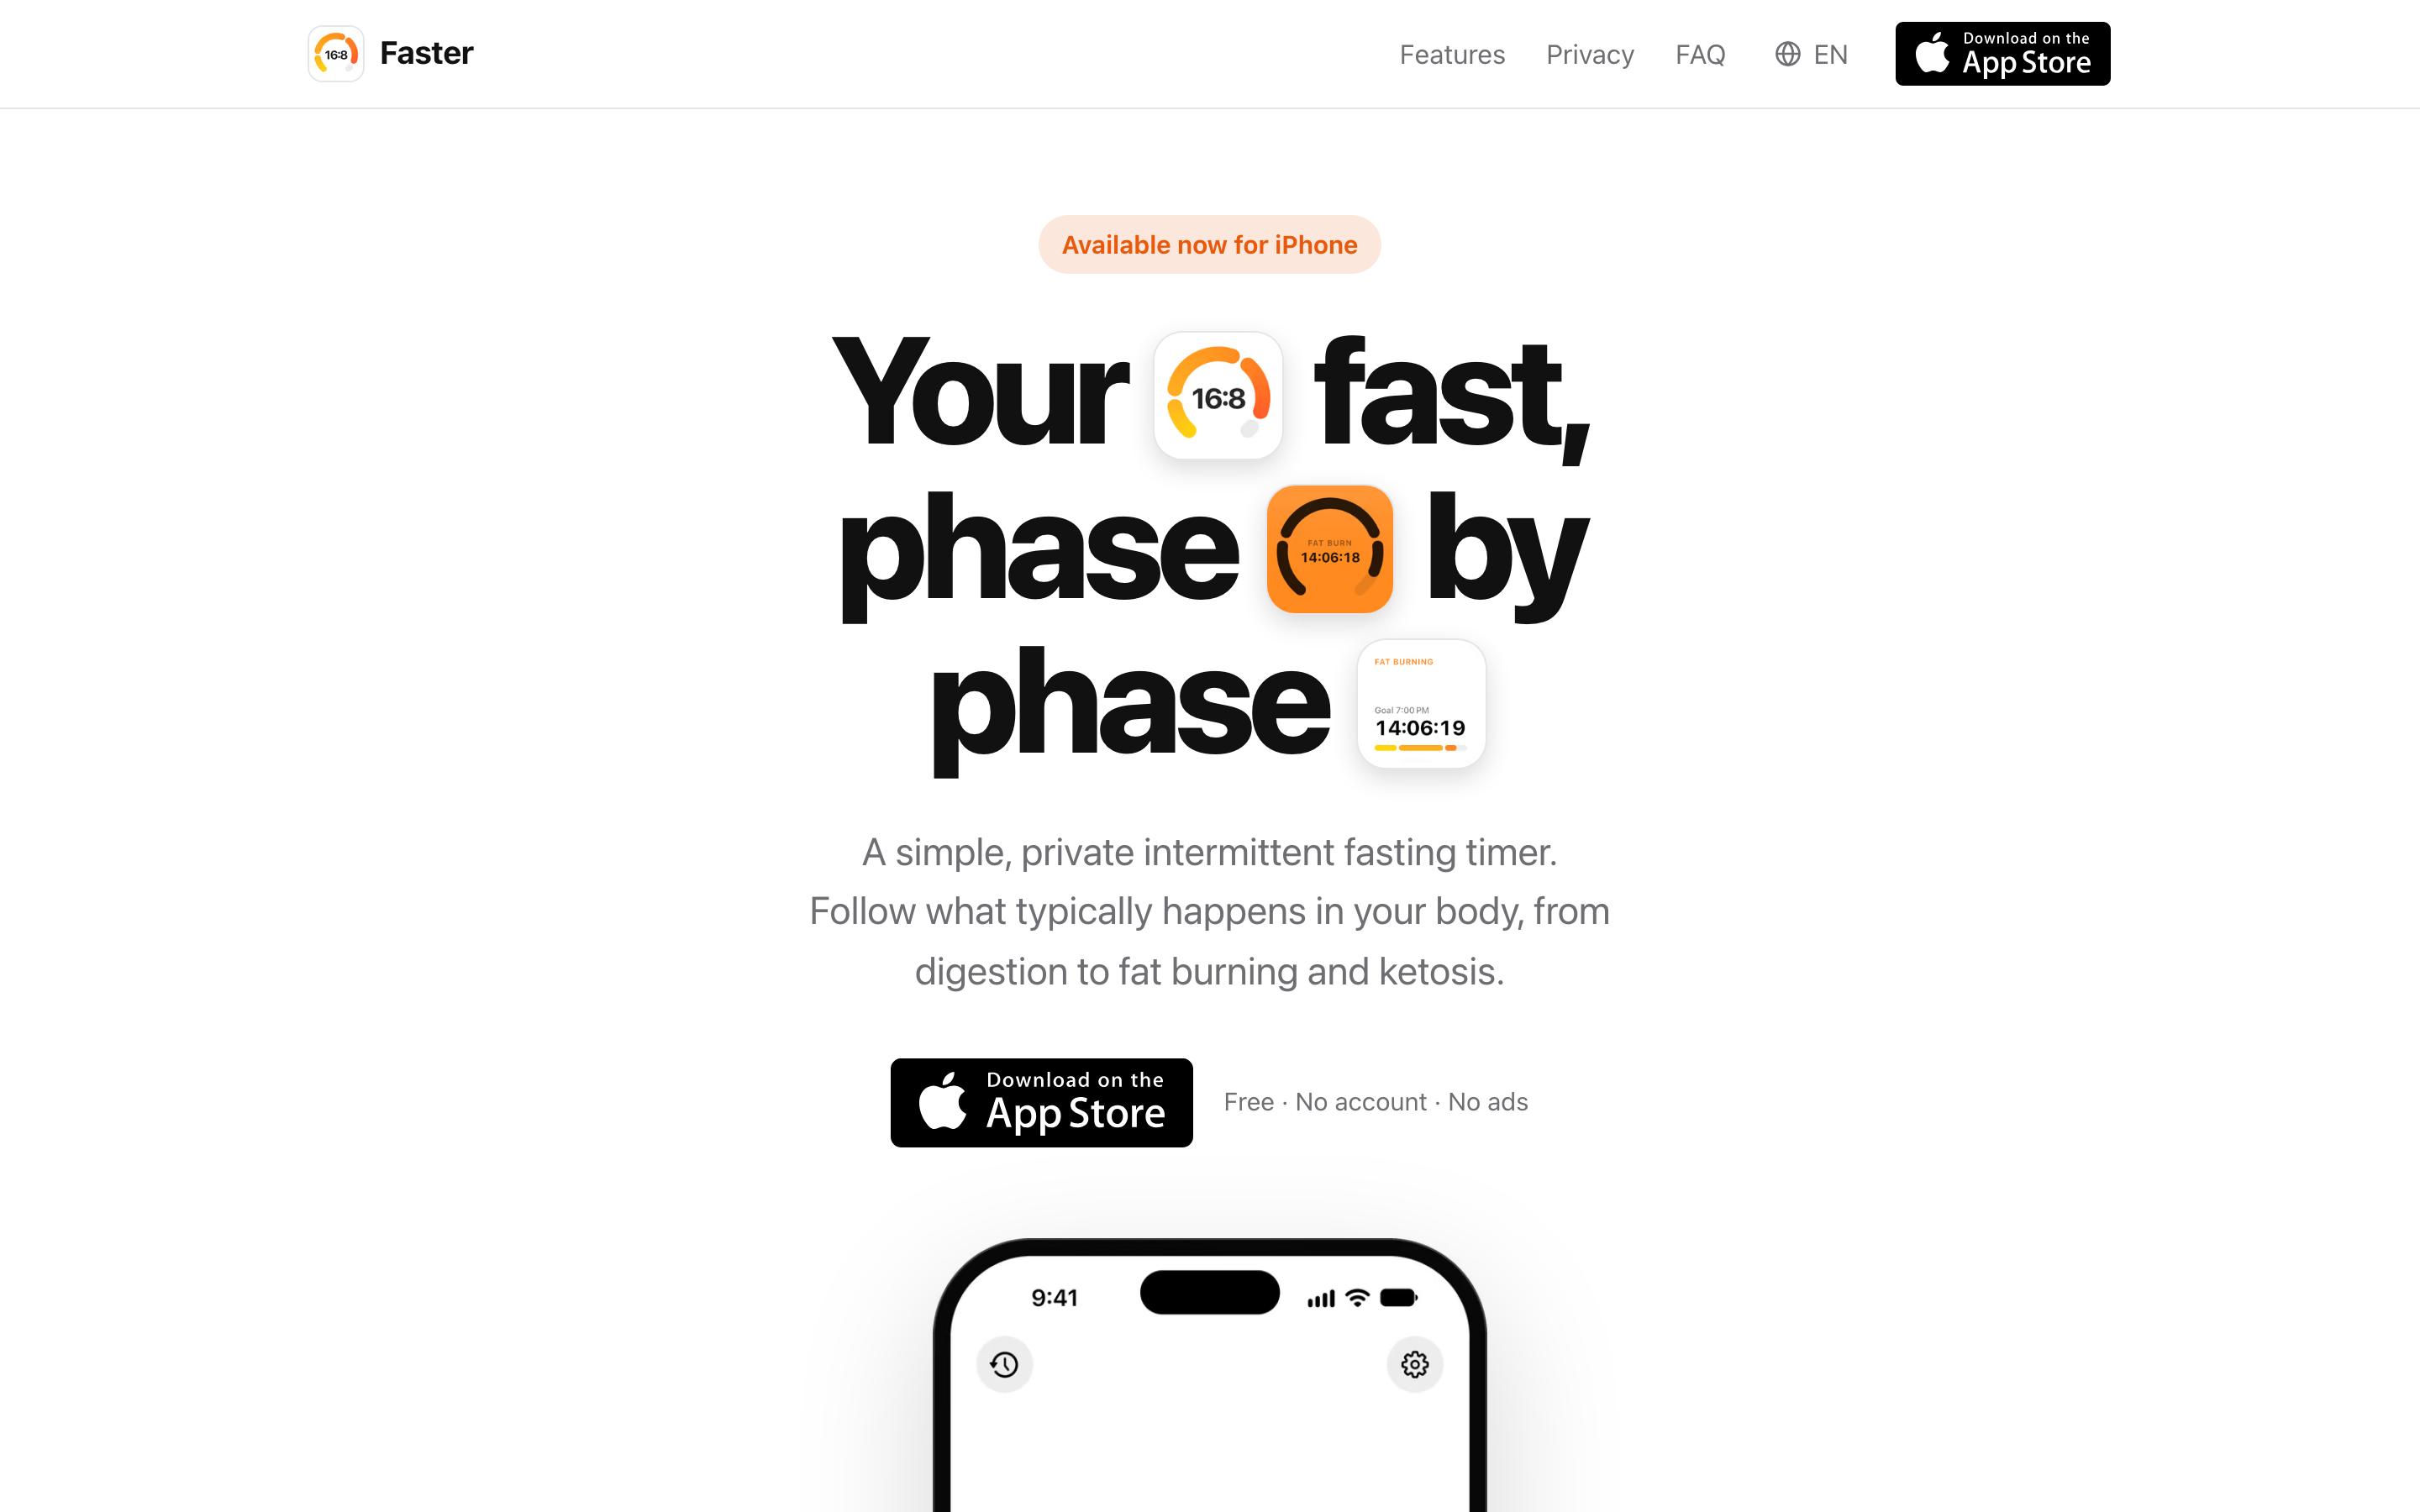 16:8 Faster
Features Privacy FAQ EN Download on the App Store
Available now for iPhone
Your 16:8 fast,
phase FAT BURN 14:06:18 by
phase FAT BURNING Goal 7:00 PM 14:06:19
A simple, private intermittent fasting timer.
Follow what typically happens in your body, from
digestion to fat burning and ketosis.
Download on the
App Store
Free · No account · No ads
9:41